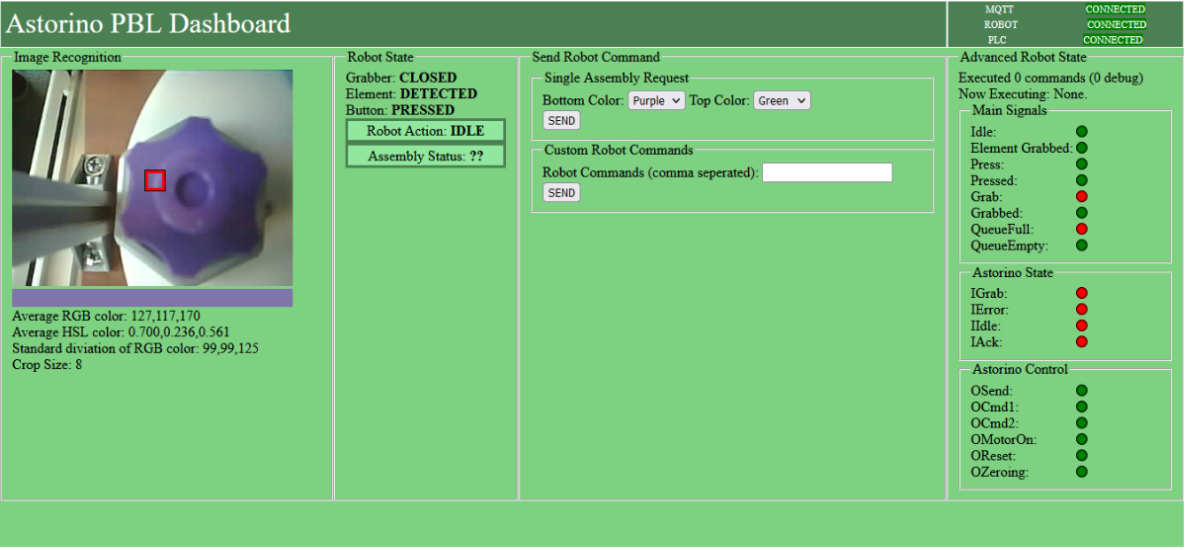 Astorino PBL Dashboard
MQTT CONNECTED
ROBOT CONNECTED
PLC CONNECTED
Image Recognition
Average RGB color: 127,117,170
Average HSL color: 0.700,0.236,0.561
Standard diviation of RGB color: 99,99,125
Crop Size: 8
Robot State
Grabber: CLOSED
Element: DETECTED
Button: PRESSED
Robot Action: IDLE
Assembly Status: ??
Send Robot Command
Single Assembly Request
Bottom Color: Purple Top Color: Green
SEND
Custom Robot Commands
Robot Commands (comma seperated):
SEND
Advanced Robot State
Executed 0 commands (0 debug)
Now Executing: None.
Main Signals
Idle:
Element Grabbed:
Press:
Pressed:
Grab:
Grabbed:
QueueFull:
QueueEmpty:
Astorino State
IGrab:
IError:
IIdle:
IAck:
Astorino Control
OSend:
OCmd1:
OCmd2:
OMotorOn:
OReset:
OZeroing: